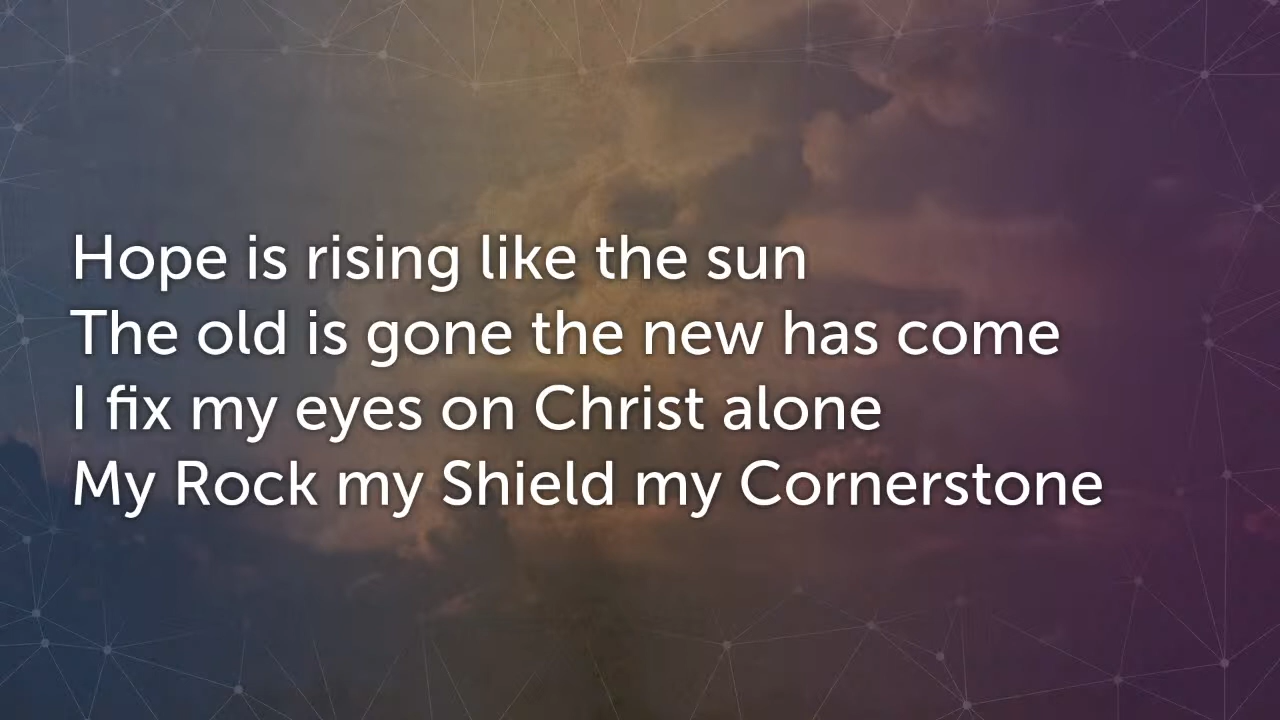 Hope is rising like the sun
The old is gone the new has come
I fix my eyes on Christ alone
My Rock my Shield my Cornerstone